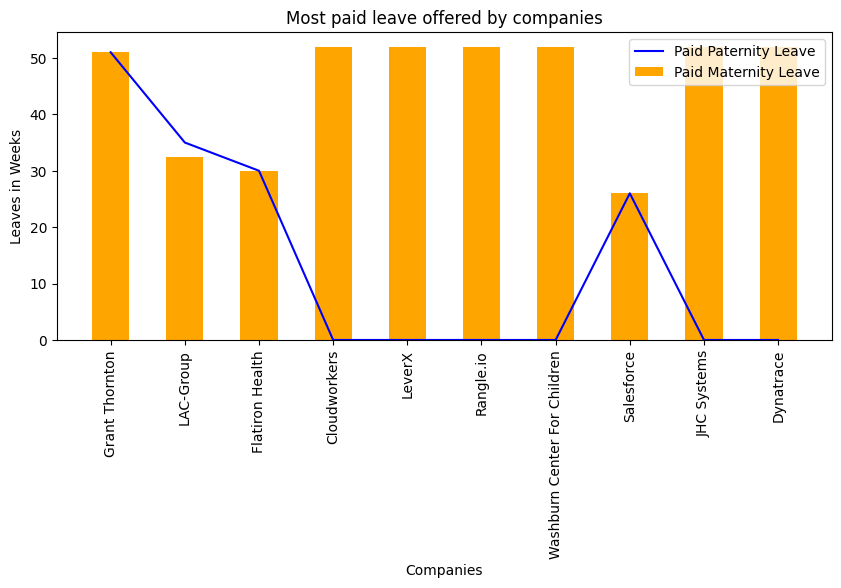 Most paid leave offered by companies
Paid Paternity Leave
Paid Maternity Leave
Leaves in Weeks
50
40
30
20
10
0
Grant Thornton
LAC-Group
Flatiron Health
Cloudworkers
LeverX
Rangle.io
Washburn Center For Children
Salesforce
JHC Systems
Dynatrace
Companies